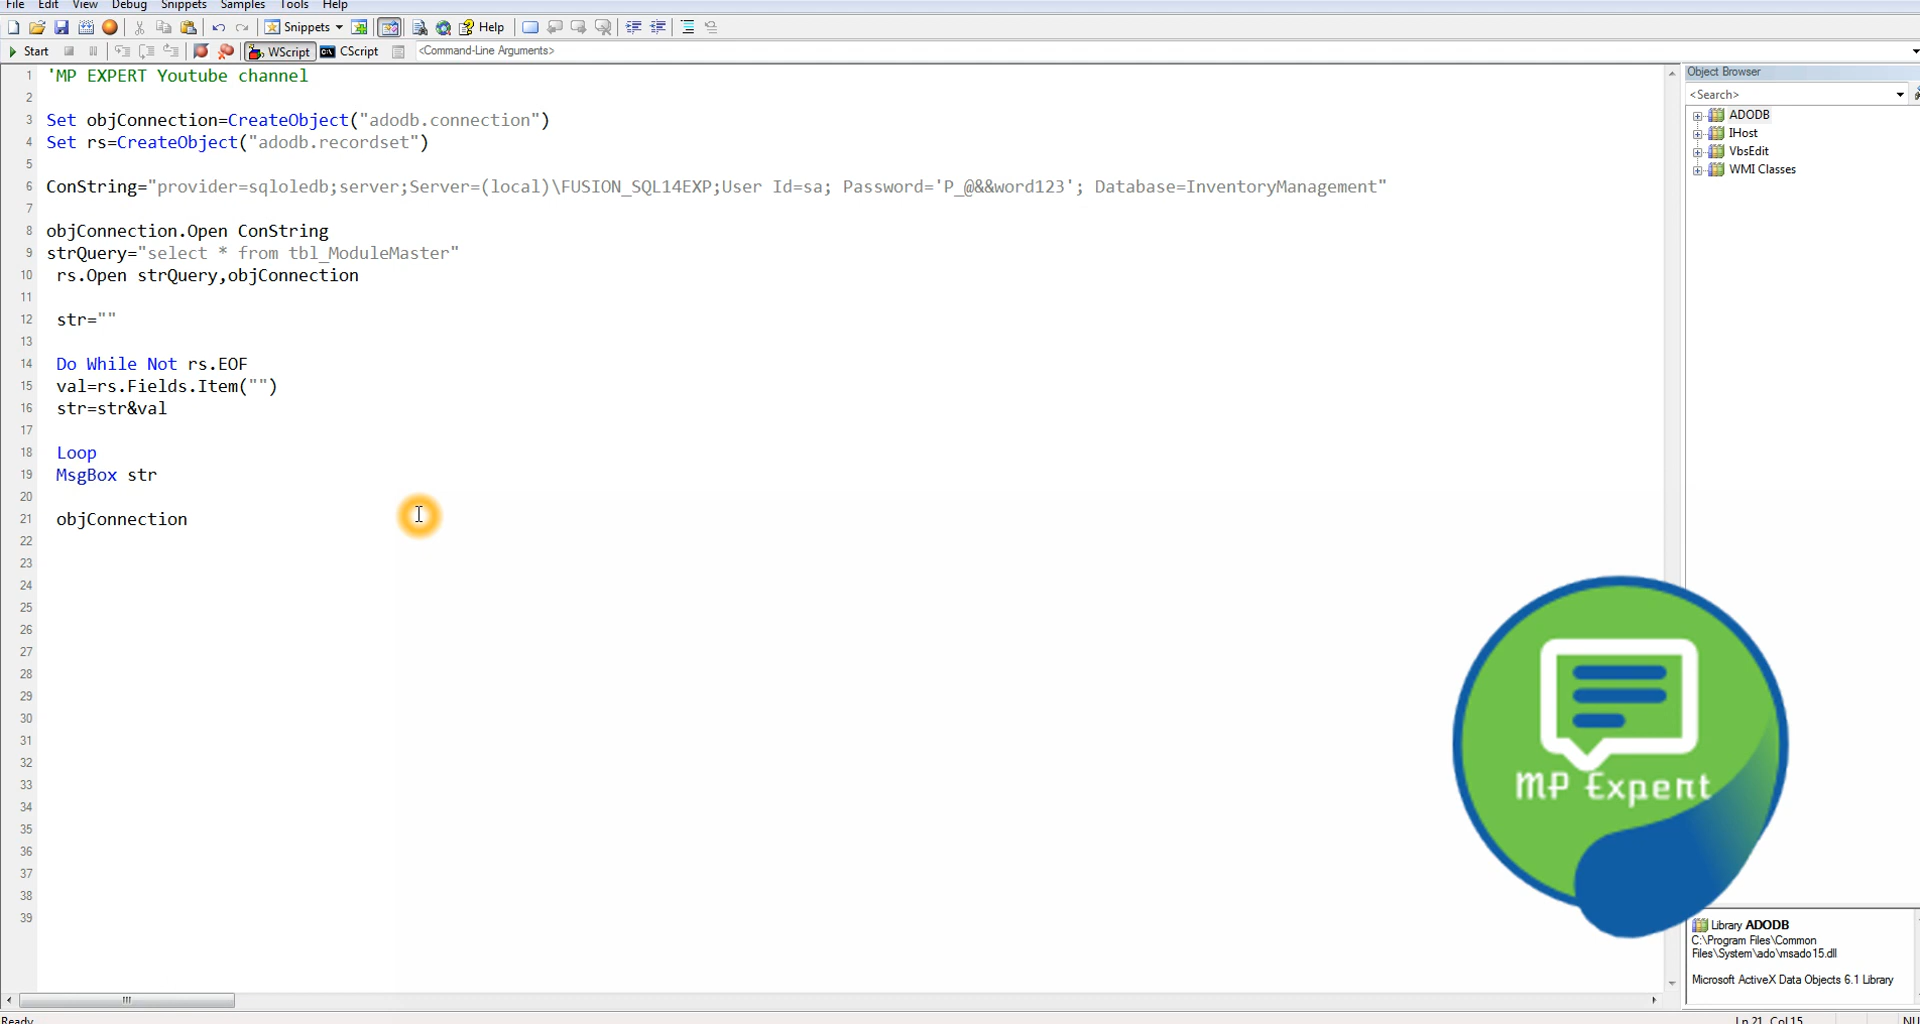 File Edit View Debug Snippets Samples Tools Help
Snippets Help
Start WScript CScript <Command-Line Arguments>
1 'MP EXPERT Youtube channel
2
3 Set objConnection=CreateObject("adodb.connection")
4 Set rs=CreateObject("adodb.recordset")
5
6 ConString="provider=sqloledb;server;Server=(local)\FUSION_SQL14EXP;User Id=sa; Password='P_@&&word123'; Database=InventoryManagement"
7
8 objConnection.Open ConString
9 strQuery="select * from tbl_ModuleMaster"
10 rs.Open strQuery,objConnection
11
12 str=""
13
14 Do While Not rs.EOF
15 val=rs.Fields.Item("")
16 str=str&val
17
18 Loop
19 MsgBox str
20
21 objConnection
22
23
24
25
26
27
28
29
30
31
32
33
34
35
36
37
38
39
Object Browser
<Search>
ADODB
IHost
VbsEdit
WMI Classes
MP Expert
Library ADODB
C:\Program Files\Common
Files\System\ado\msado15.dll
Microsoft ActiveX Data Objects 6.1 Library
Ready Ln 21, Col 15 NU